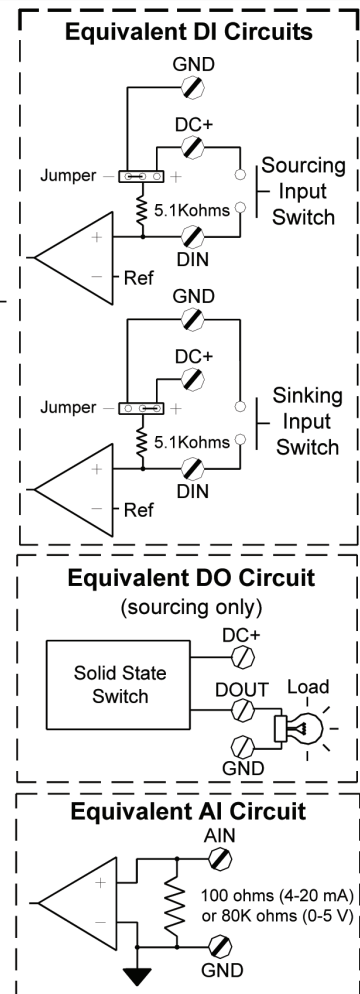 Equivalent DI Circuits
GND
DC+
Jumper - +
Sourcing
Input
Switch
5.1Kohms
+
DIN
- Ref
GND
DC+
Jumper - +
Sinking
Input
Switch
5.1Kohms
+
DIN
- Ref
Equivalent DO Circuit
(sourcing only)
DC+
Solid State
Switch
DOUT Load
GND
Equivalent AI Circuit
AIN
+
100 ohms (4-20 mA)
or 80K ohms (0-5 V)
-
GND